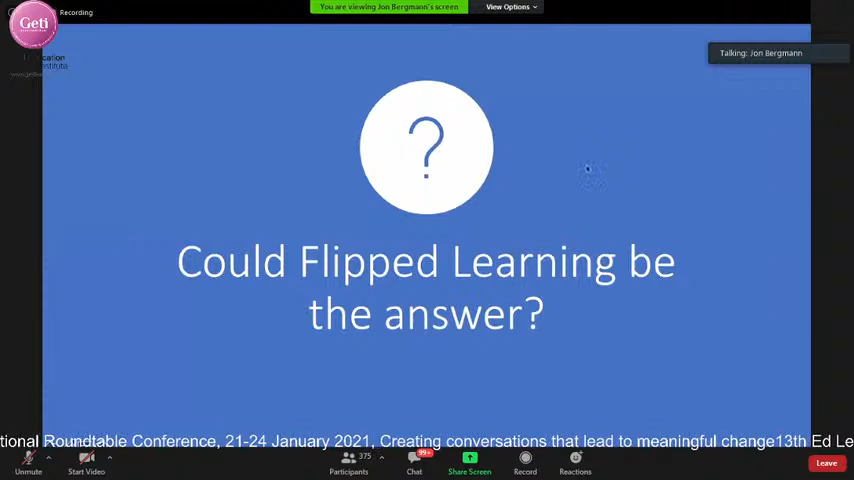 Geti
Recording
You are viewing Jon Bergmann's screen
View Options
Talking: Jon Bergmann
?
Could Flipped Learning be
the answer?
tional Roundtable Conference, 21-24 January 2021, Creating conversations that lead to meaningful change13th Ed Le
Unmute
Start Video
375
Participants
99+
Chat
Share Screen
Record
Reactions
Leave